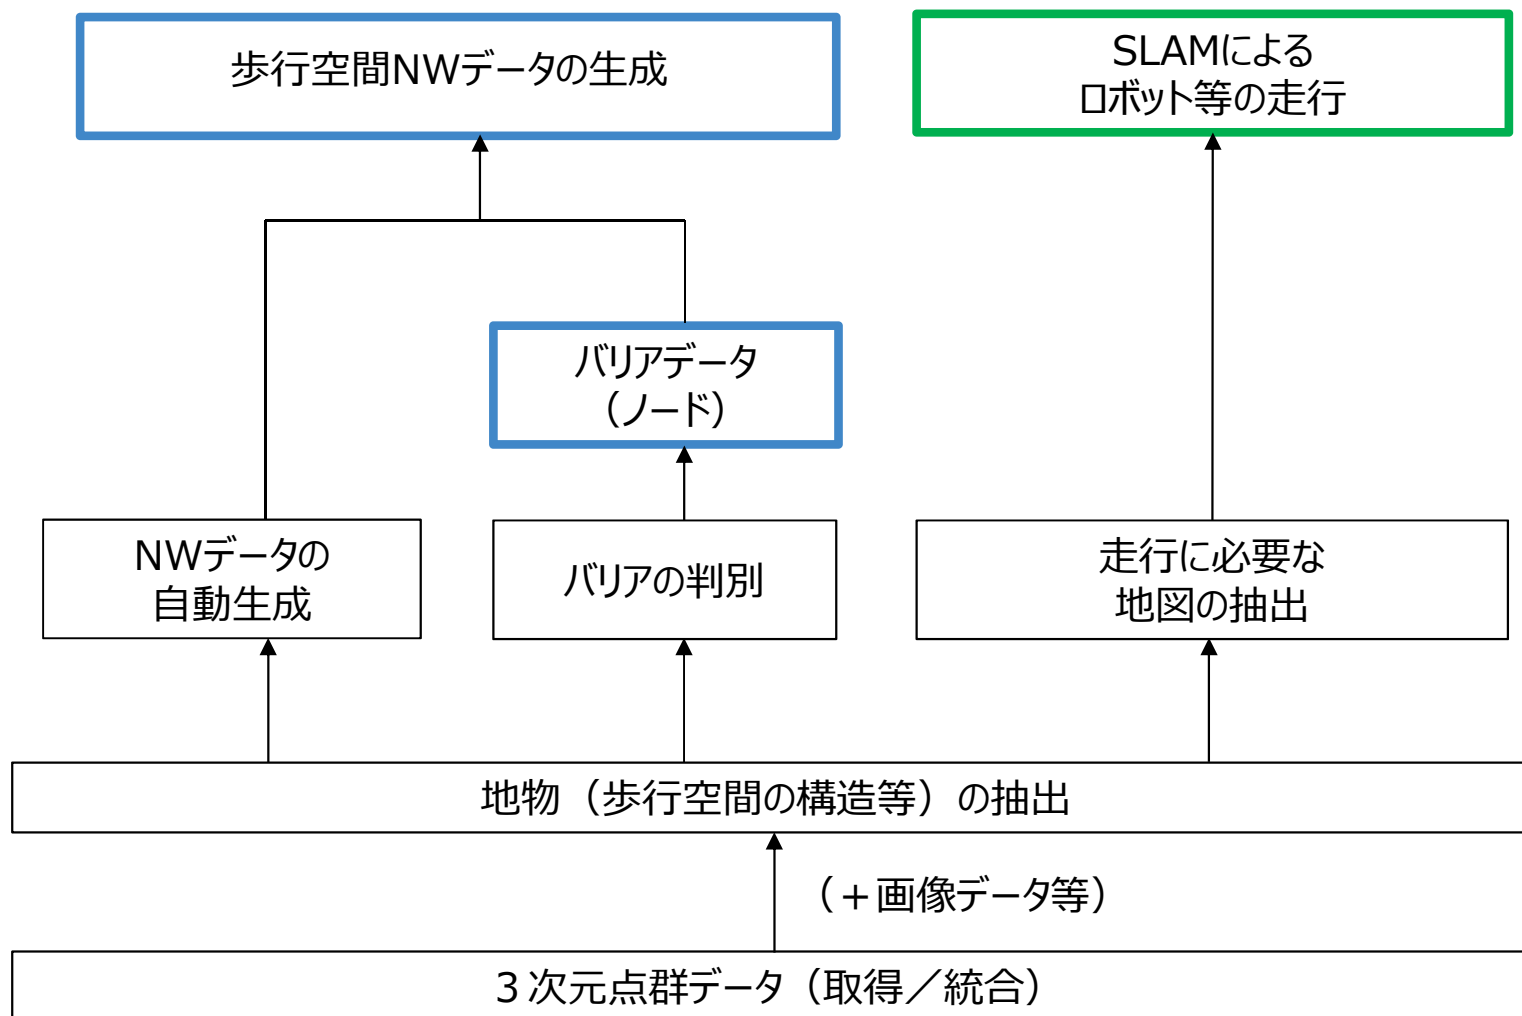 歩行空間NWデータの生成
SLAMによる
ロボット等の走行
バリアデータ
（ノード）
NWデータの
自動生成
バリアの判別
走行に必要な
地図の抽出
地物（歩行空間の構造等）の抽出
（＋画像データ等）
３次元点群データ（取得／統合）